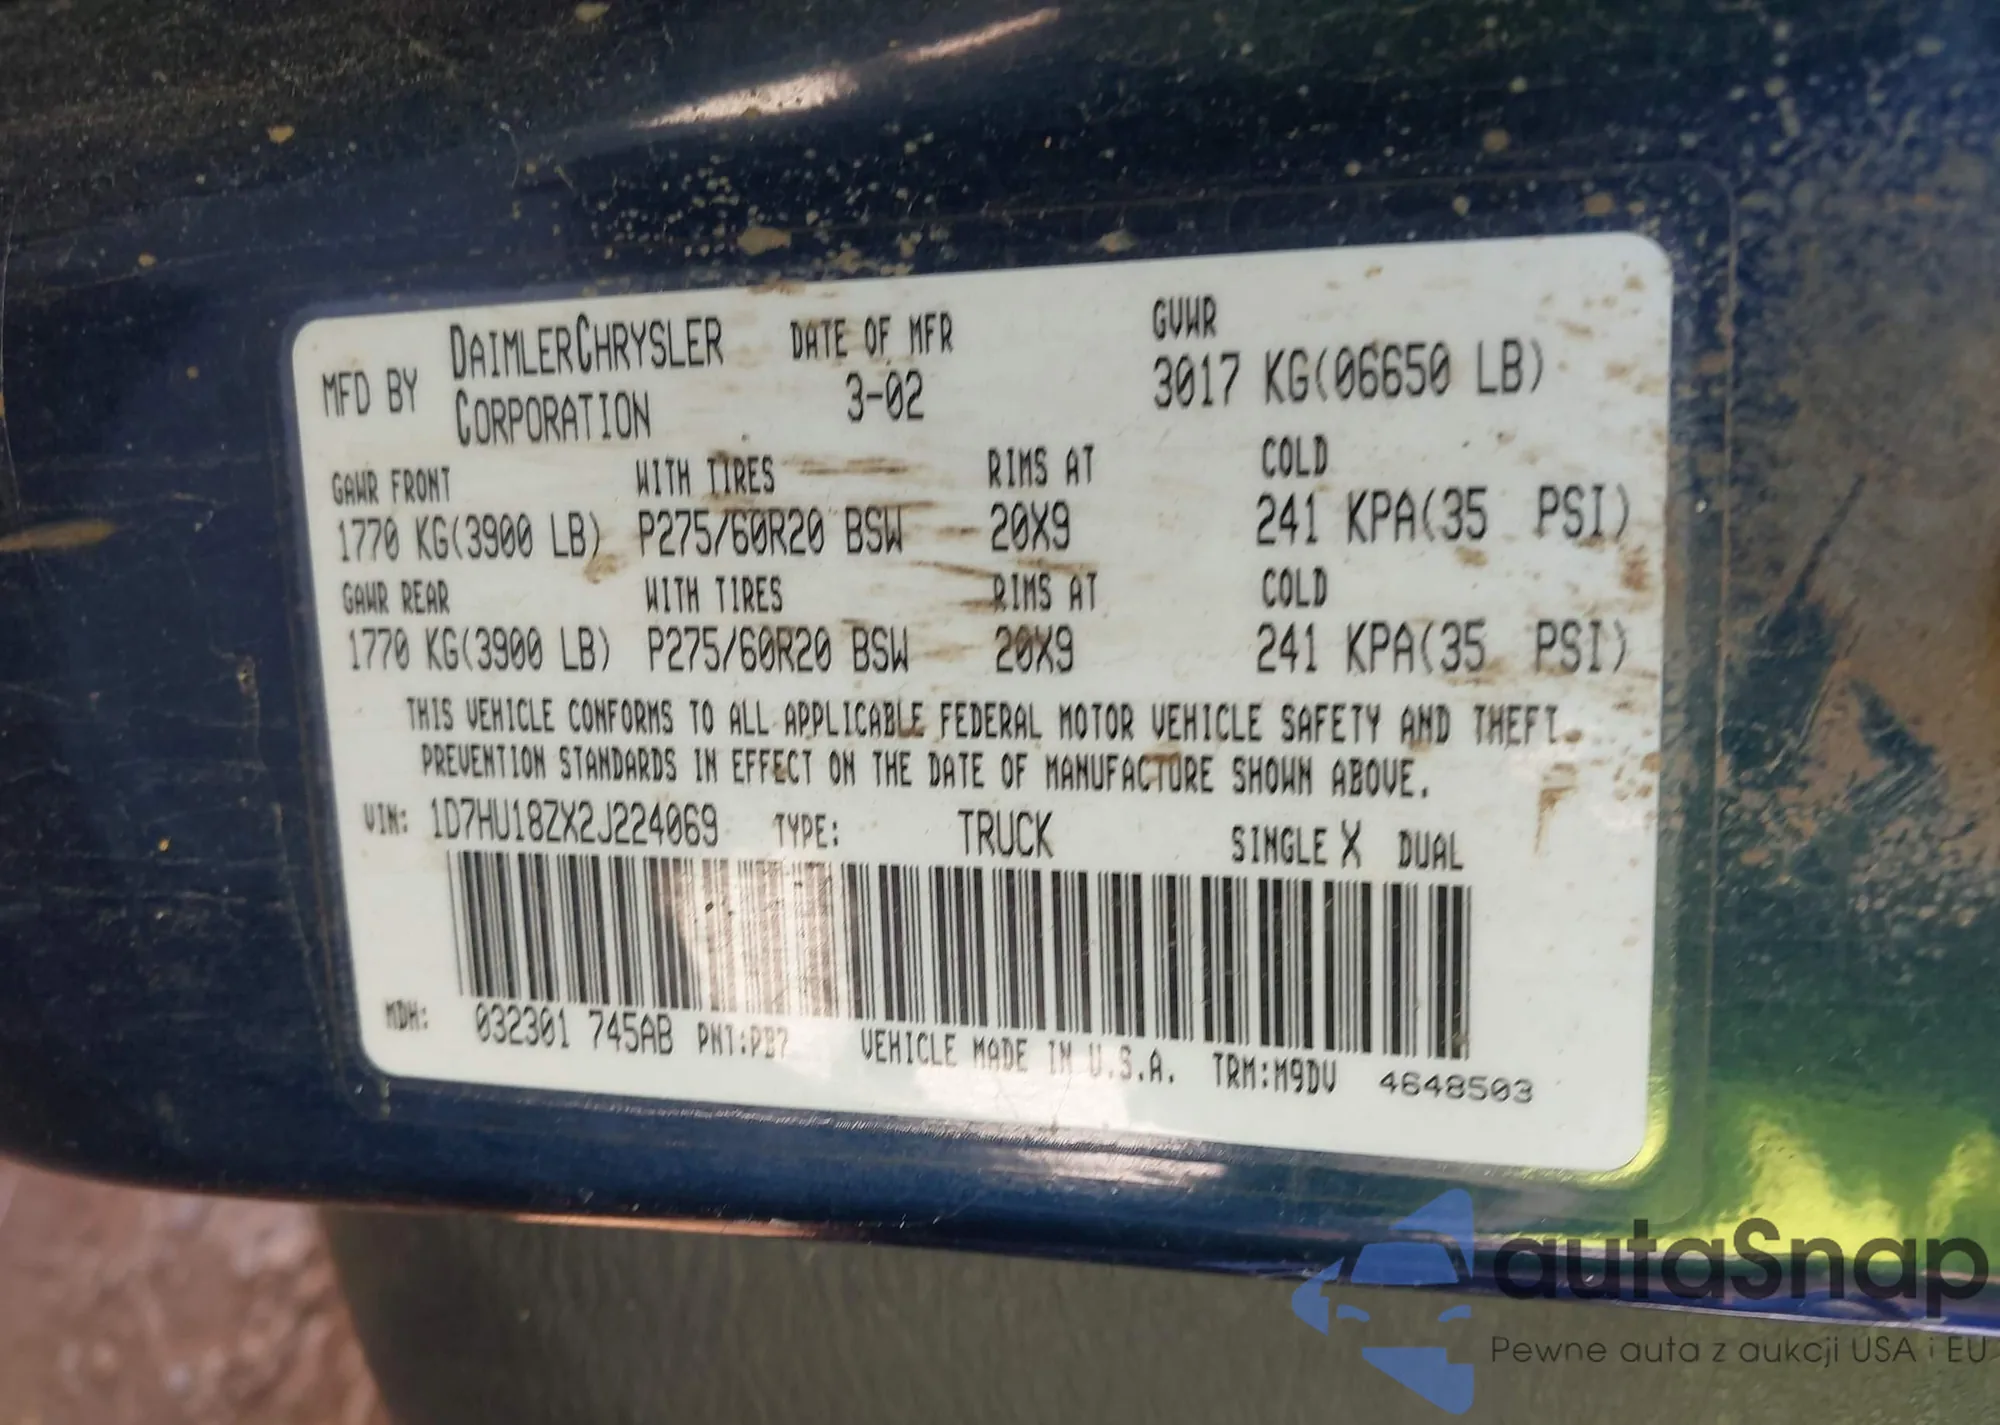 MFD BY DAIMLERCHRYSLER CORPORATION DATE OF MFR 3-02 GVWR 3017 KG(06650 LB)
GAWR FRONT WITH TIRES RIMS AT COLD
1770 KG(3900 LB) P275/60R20 BSW 20X9 241 KPA(35 PSI)
GAWR REAR WITH TIRES RIMS AT COLD
1770 KG(3900 LB) P275/60R20 BSW 20X9 241 KPA(35 PSI)
THIS VEHICLE CONFORMS TO ALL APPLICABLE FEDERAL MOTOR VEHICLE SAFETY AND THEFT
PREVENTION STANDARDS IN EFFECT ON THE DATE OF MANUFACTURE SHOWN ABOVE.
VIN: 1D7HU18ZX2J224069 TYPE: TRUCK SINGLE X DUAL
MDH: 032301 745AB PNT:PB7 VEHICLE MADE IN U.S.A. TRM:M9DV 4648503
autaSnap
Pewne auta z aukcji USA i EU